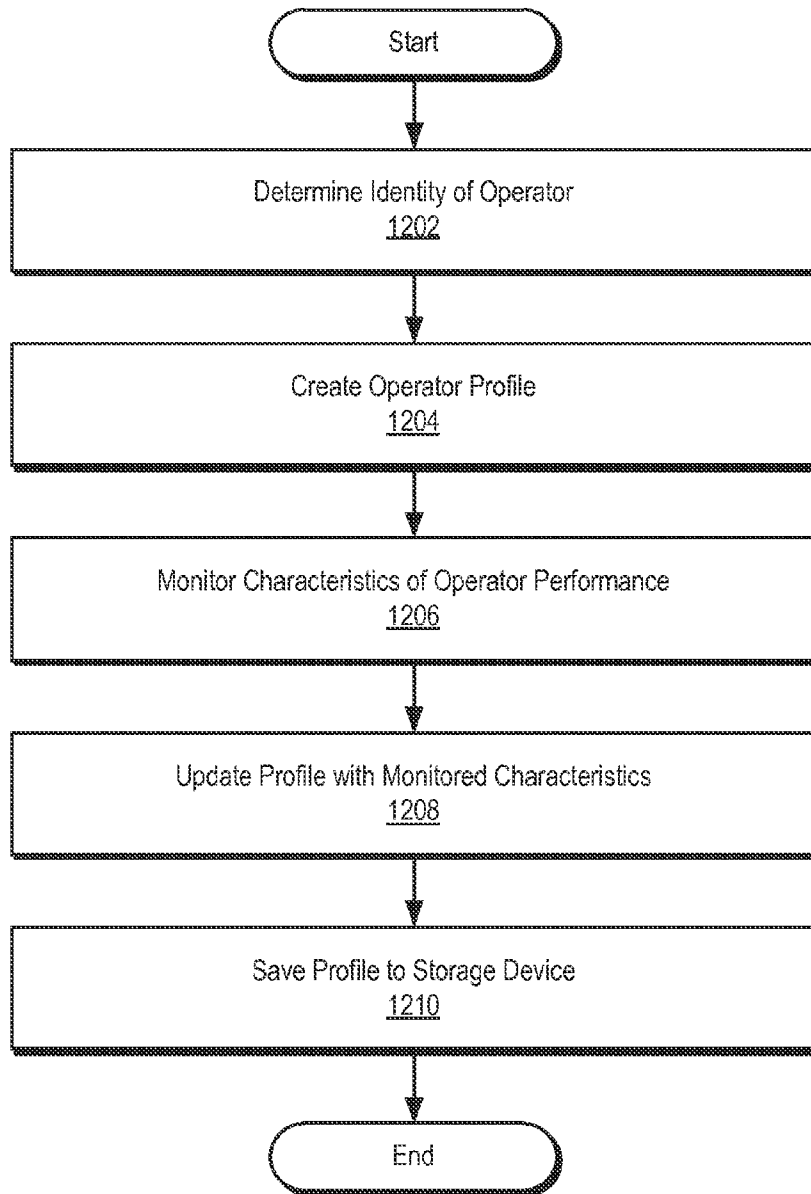 Start
Determine Identity of Operator
1202
Create Operator Profile
1204
Monitor Characteristics of Operator Performance
1206
Update Profile with Monitored Characteristics
1208
Save Profile to Storage Device
1210
End